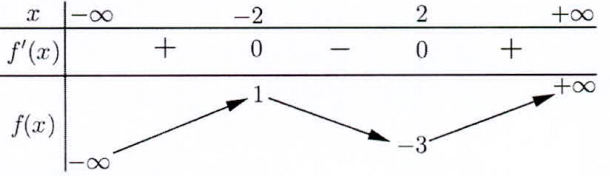 x −∞ −2 2 +∞
f′(x) + 0 − 0 +
f(x) −∞ 1 −3 +∞